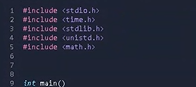 1 #include <stdio.h>
2 #include <time.h>
3 #include <stdlib.h>
4 #include <unistd.h>
5 #include <math.h>
6
7
8
9 int main()